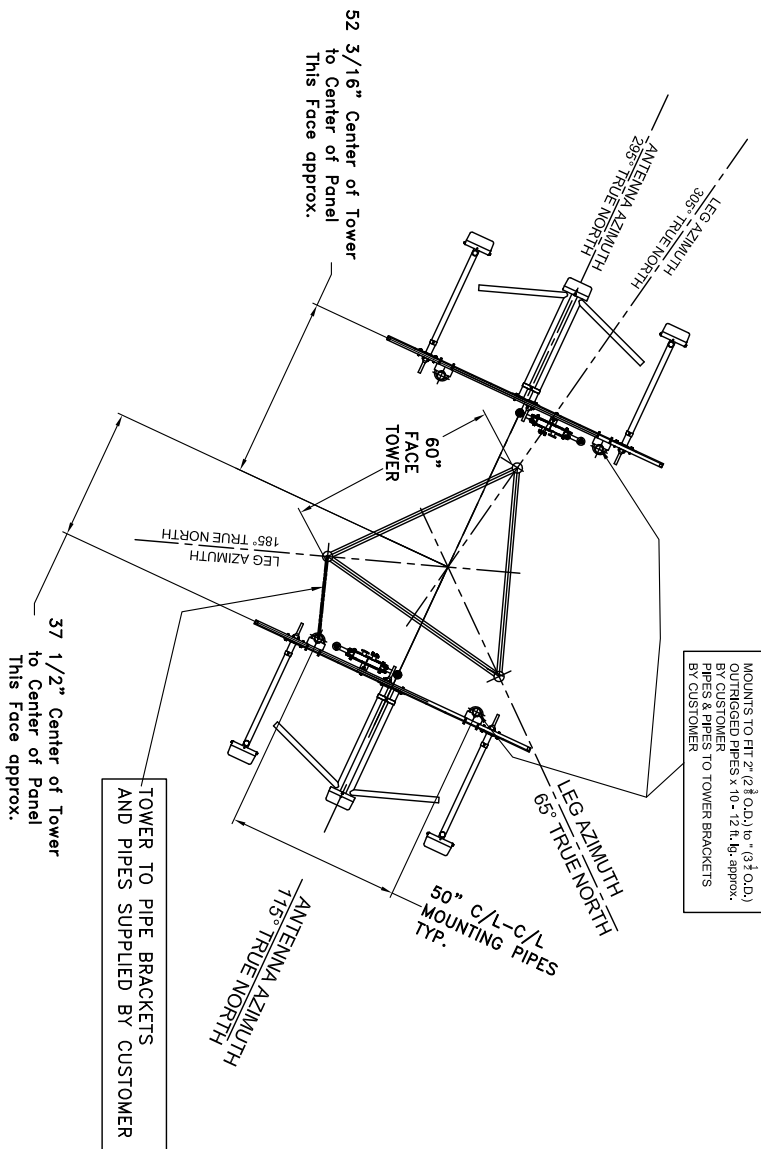 52 3/16" Center of Tower
to Center of Panel
This Face approx.
ANTENNA AZIMUTH
295° TRUE NORTH
LEG AZIMUTH
305° TRUE NORTH
60"
FACE
TOWER
LEG AZIMUTH
185° TRUE NORTH
37 1/2" Center of Tower
to Center of Panel
This Face approx.
MOUNTS TO FIT 2" (2 3/8 O.D.) to " (3 1/2 O.D.)
OUTRIGGED PIPES x 10 - 12 ft. lg. approx.
BY CUSTOMER
PIPES & PIPES TO TOWER BRACKETS
BY CUSTOMER
LEG AZIMUTH
65° TRUE NORTH
50" C/L-C/L
MOUNTING PIPES
TYP.
ANTENNA AZIMUTH
115° TRUE NORTH
TOWER TO PIPE BRACKETS
AND PIPES SUPPLIED BY CUSTOMER